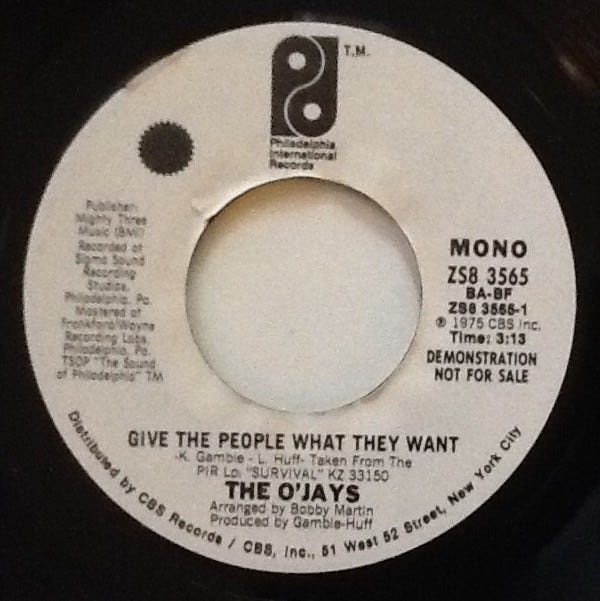 T.M.
Philadelphia
International
Records
Publisher:
Mighty Three
Music (BMI)
Recorded at
Sigma Sound
Recording
Studios,
Philadelphia, Pa.
Mastered at
Frankford/Wayne
Recording Labs,
Philadelphia, Pa.
TSOP "The Sound
of Philadelphia" TM
MONO
ZS8 3565
BA-BF
ZS8 3565-1
℗ 1975 CBS Inc.
Time: 3:13
DEMONSTRATION
NOT FOR SALE
GIVE THE PEOPLE WHAT THEY WANT
-K. Gamble - L. Huff- Taken From The
PIR Lp: "SURVIVAL" KZ 33150
THE O'JAYS
Arranged by Bobby Martin
Produced by Gamble-Huff
Distributed by CBS Records / CBS, Inc., 51 West 52 Street, New York City